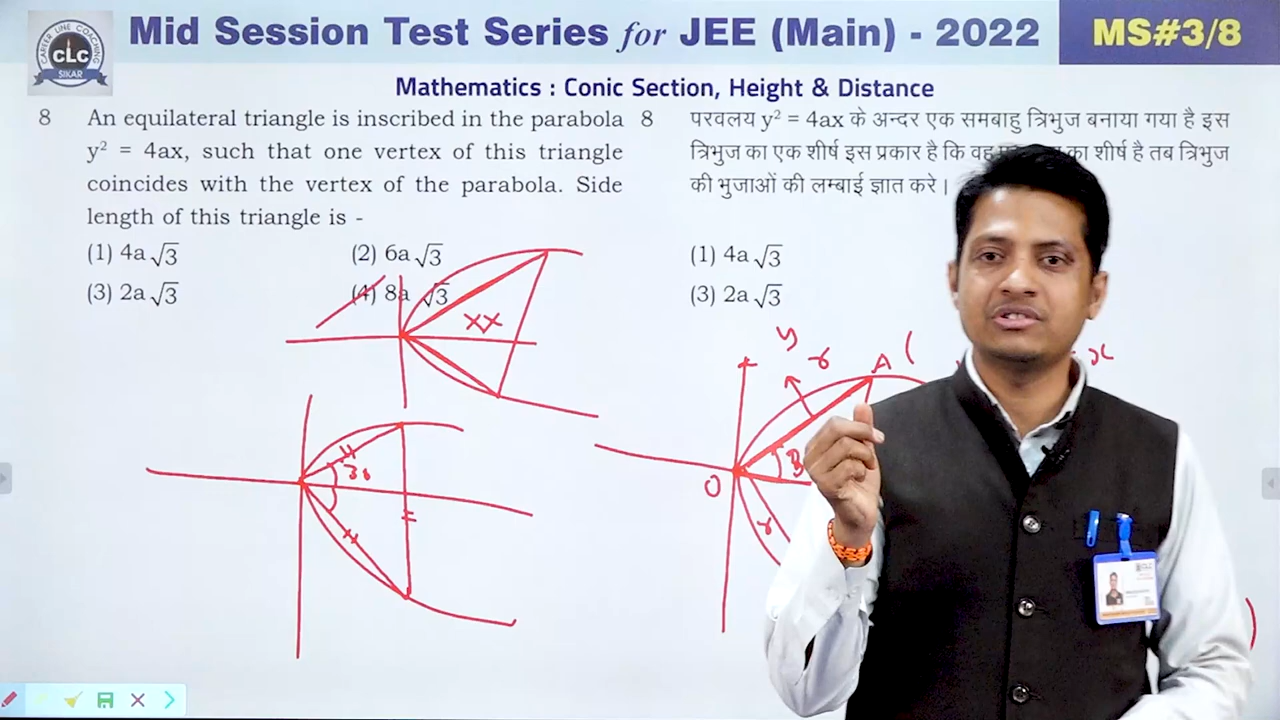 CAREER LINE COACHING
CLC
SIKAR
Mid Session Test Series for JEE (Main) - 2022
MS#3/8
Mathematics : Conic Section, Height & Distance
8 An equilateral triangle is inscribed in the parabola
y² = 4ax, such that one vertex of this triangle
coincides with the vertex of the parabola. Side
length of this triangle is -
(1) 4a√3 (2) 6a√3
(3) 2a√3 (4) 8a√3
8 परवलय y² = 4ax के अन्दर एक समबाहु त्रिभुज बनाया गया है इस
त्रिभुज का एक शीर्ष इस प्रकार है कि वह का शीर्ष है तब त्रिभुज
की भुजाओं की लम्बाई ज्ञात करे।
(1) 4a√3
(3) 2a√3
XX
30
y
r
A (
x
O
r
)